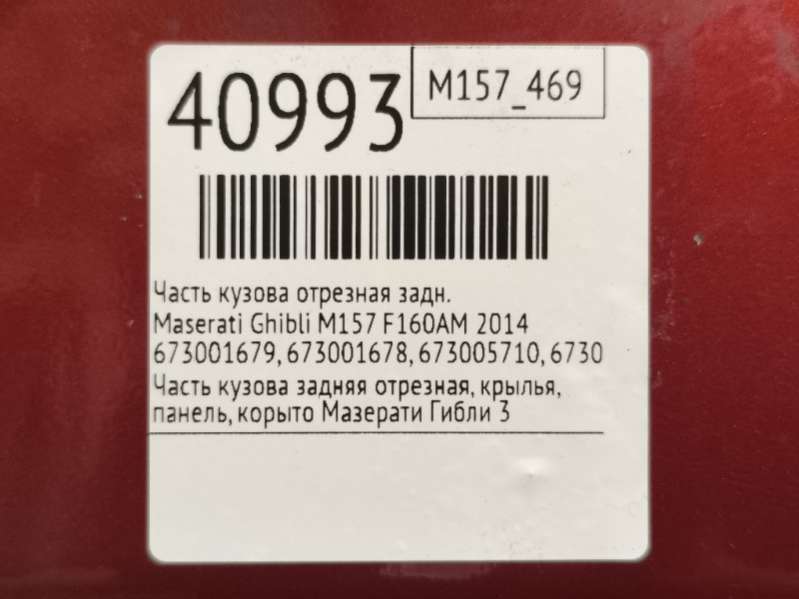 40993
M157_469
Часть кузова отрезная задн.
Maserati Ghibli M157 F160AM 2014
673001679, 673001678, 673005710, 6730
Часть кузова задняя отрезная, крылья,
панель, корыто Мазерати Гибли 3